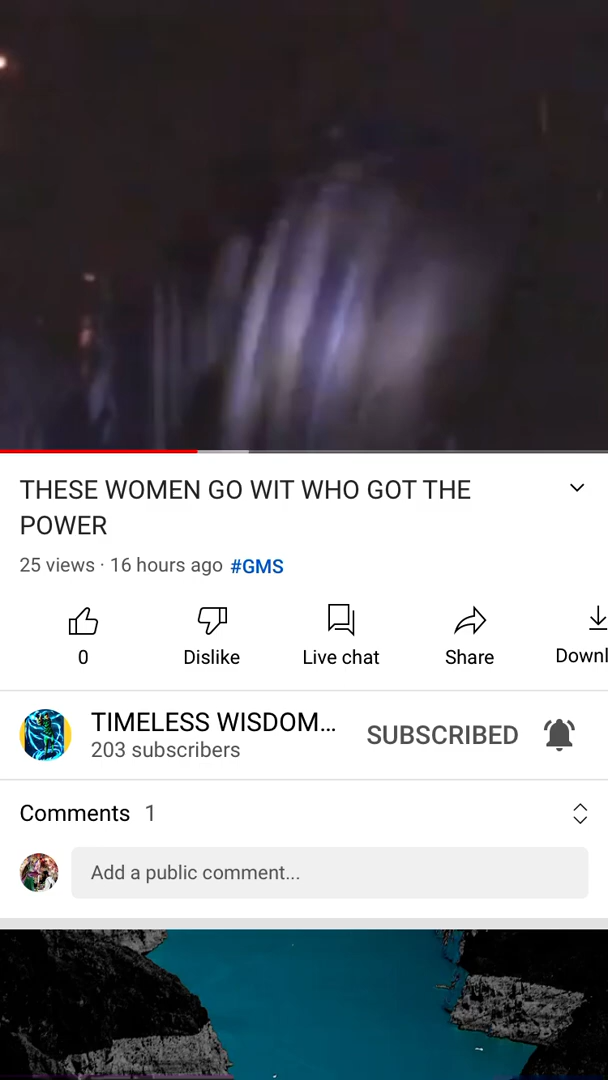 THESE WOMEN GO WIT WHO GOT THE
POWER
25 views · 16 hours ago #GMS
0
Dislike
Live chat
Share
Downl
TIMELESS WISDOM...
203 subscribers
SUBSCRIBED
Comments 1
Add a public comment...